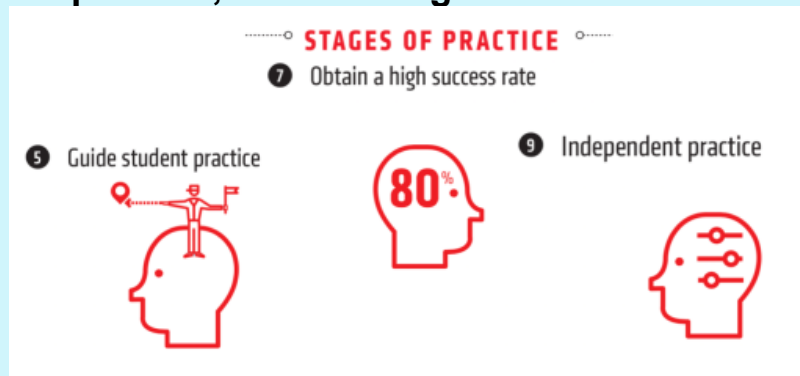 STAGES OF PRACTICE
7 Obtain a high success rate
5 Guide student practice
9 Independent practice
80%